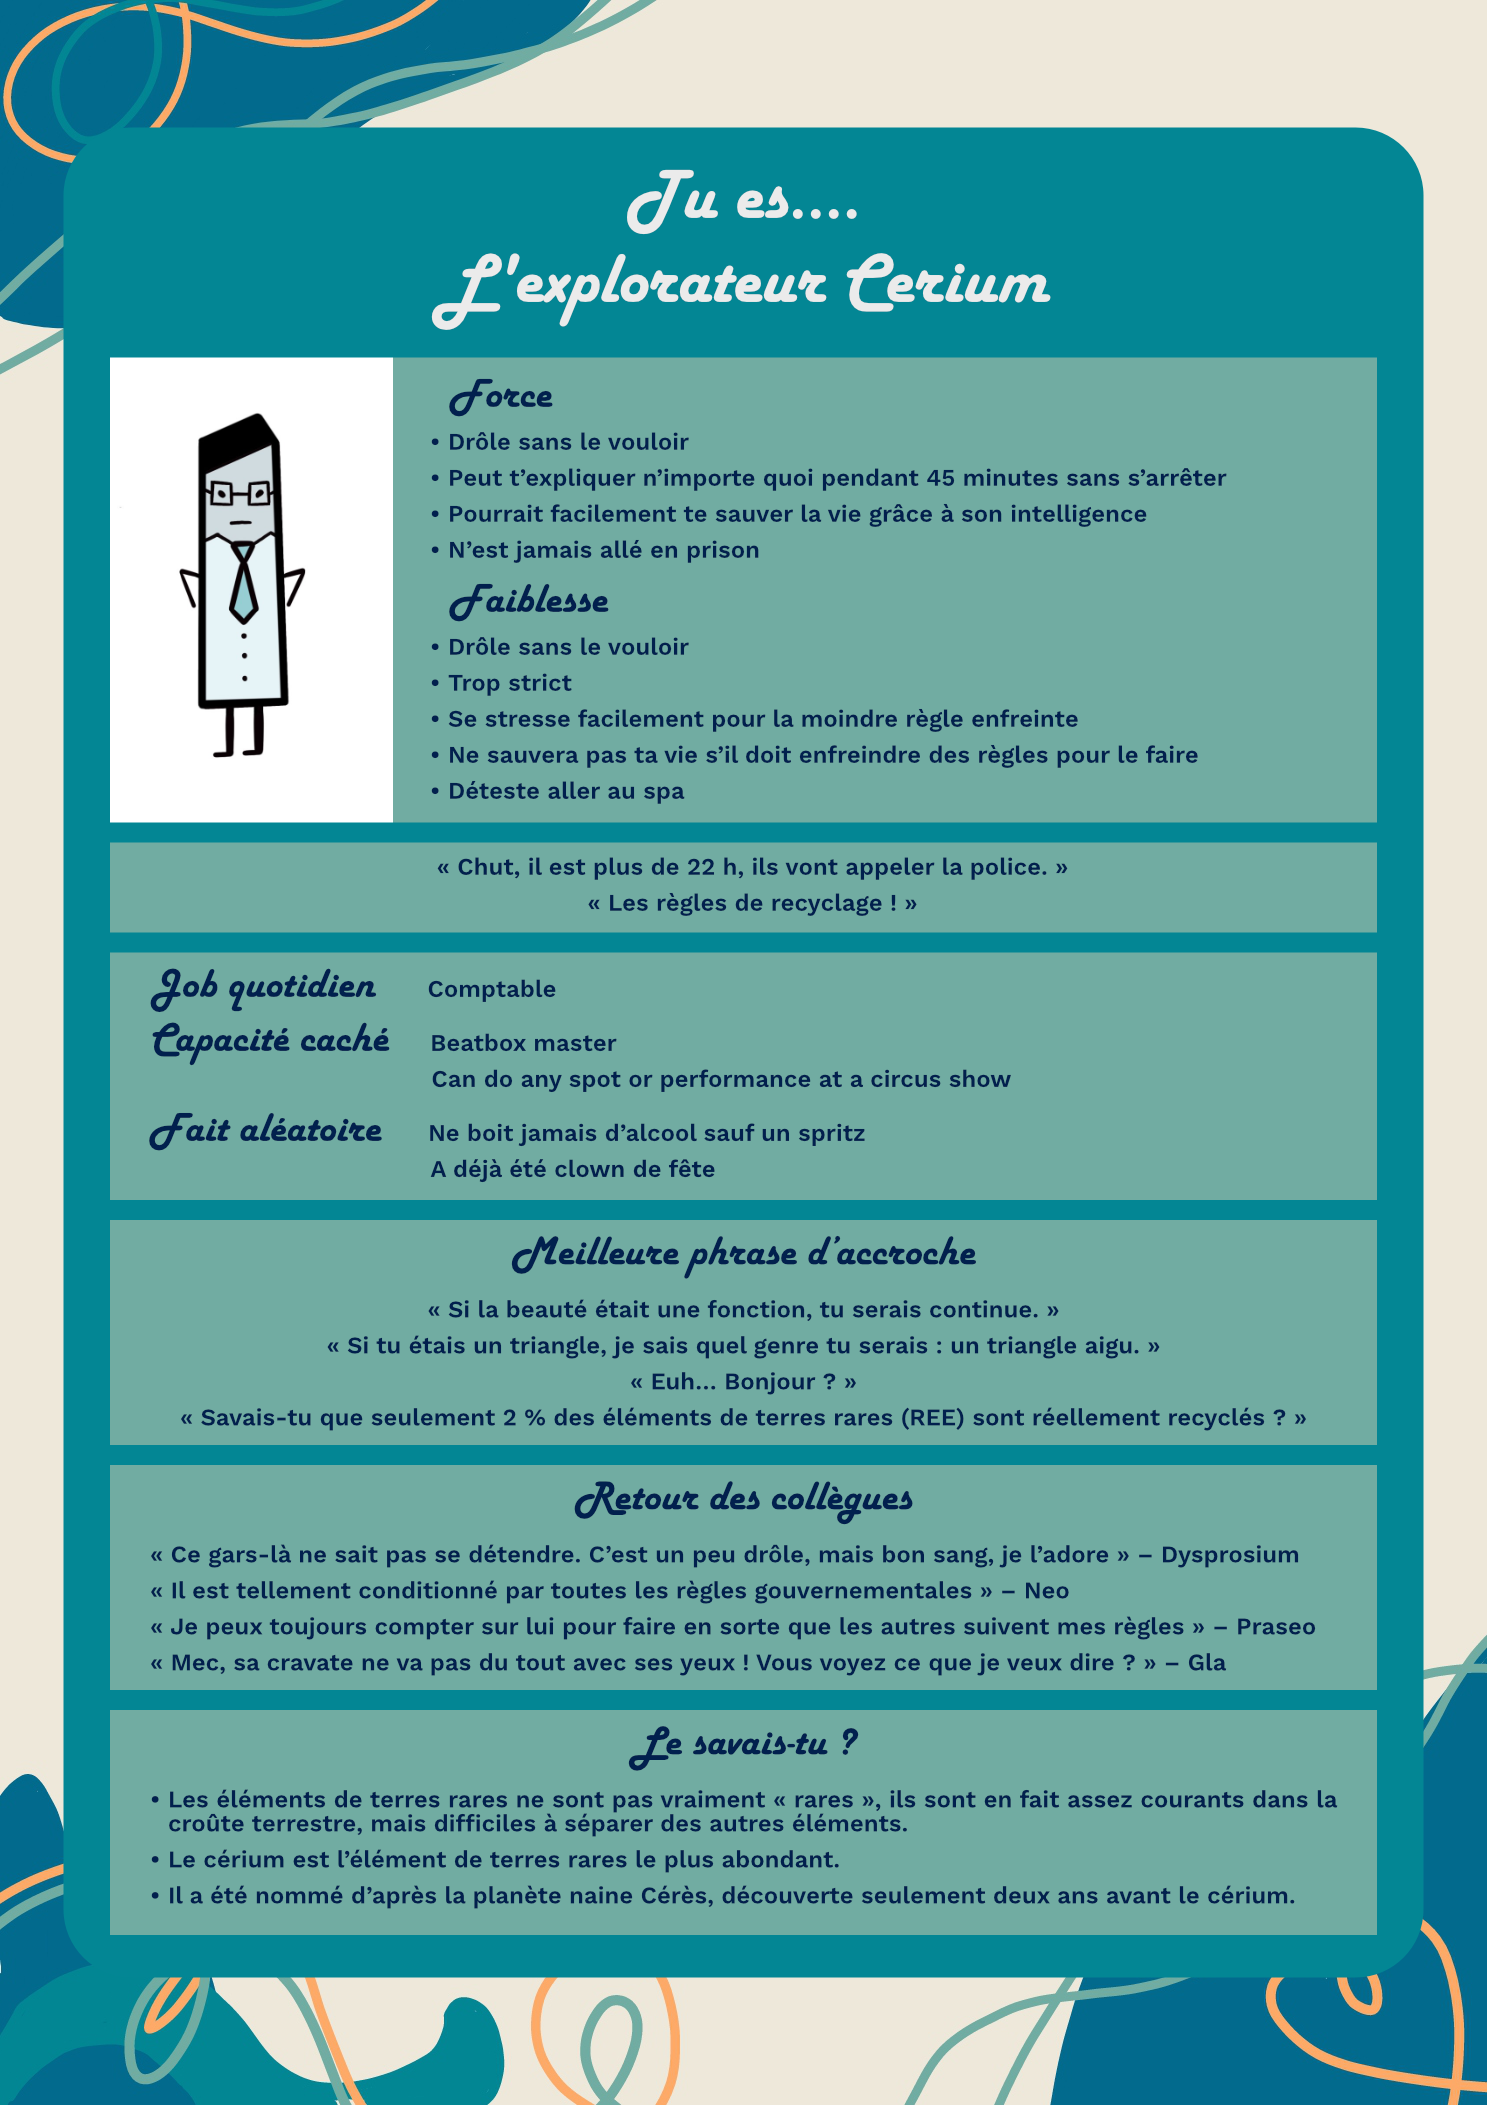 Tu es....
L'explorateur Cerium
Force
• Drôle sans le vouloir
• Peut t’expliquer n’importe quoi pendant 45 minutes sans s’arrêter
• Pourrait facilement te sauver la vie grâce à son intelligence
• N’est jamais allé en prison
Faiblesse
• Drôle sans le vouloir
• Trop strict
• Se stresse facilement pour la moindre règle enfreinte
• Ne sauvera pas ta vie s’il doit enfreindre des règles pour le faire
• Déteste aller au spa
« Chut, il est plus de 22 h, ils vont appeler la police. »
« Les règles de recyclage ! »
Job quotidien Comptable
Capacité caché Beatbox master
Can do any spot or performance at a circus show
Fait aléatoire Ne boit jamais d’alcool sauf un spritz
A déjà été clown de fête
Meilleure phrase d’accroche
« Si la beauté était une fonction, tu serais continue. »
« Si tu étais un triangle, je sais quel genre tu serais : un triangle aigu. »
« Euh… Bonjour ? »
« Savais-tu que seulement 2 % des éléments de terres rares (REE) sont réellement recyclés ? »
Retour des collègues
« Ce gars-là ne sait pas se détendre. C’est un peu drôle, mais bon sang, je l’adore » – Dysprosium
« Il est tellement conditionné par toutes les règles gouvernementales » – Neo
« Je peux toujours compter sur lui pour faire en sorte que les autres suivent mes règles » – Praseo
« Mec, sa cravate ne va pas du tout avec ses yeux ! Vous voyez ce que je veux dire ? » – Gla
Le savais-tu ?
• Les éléments de terres rares ne sont pas vraiment « rares », ils sont en fait assez courants dans la
croûte terrestre, mais difficiles à séparer des autres éléments.
• Le cérium est l’élément de terres rares le plus abondant.
• Il a été nommé d’après la planète naine Cérès, découverte seulement deux ans avant le cérium.